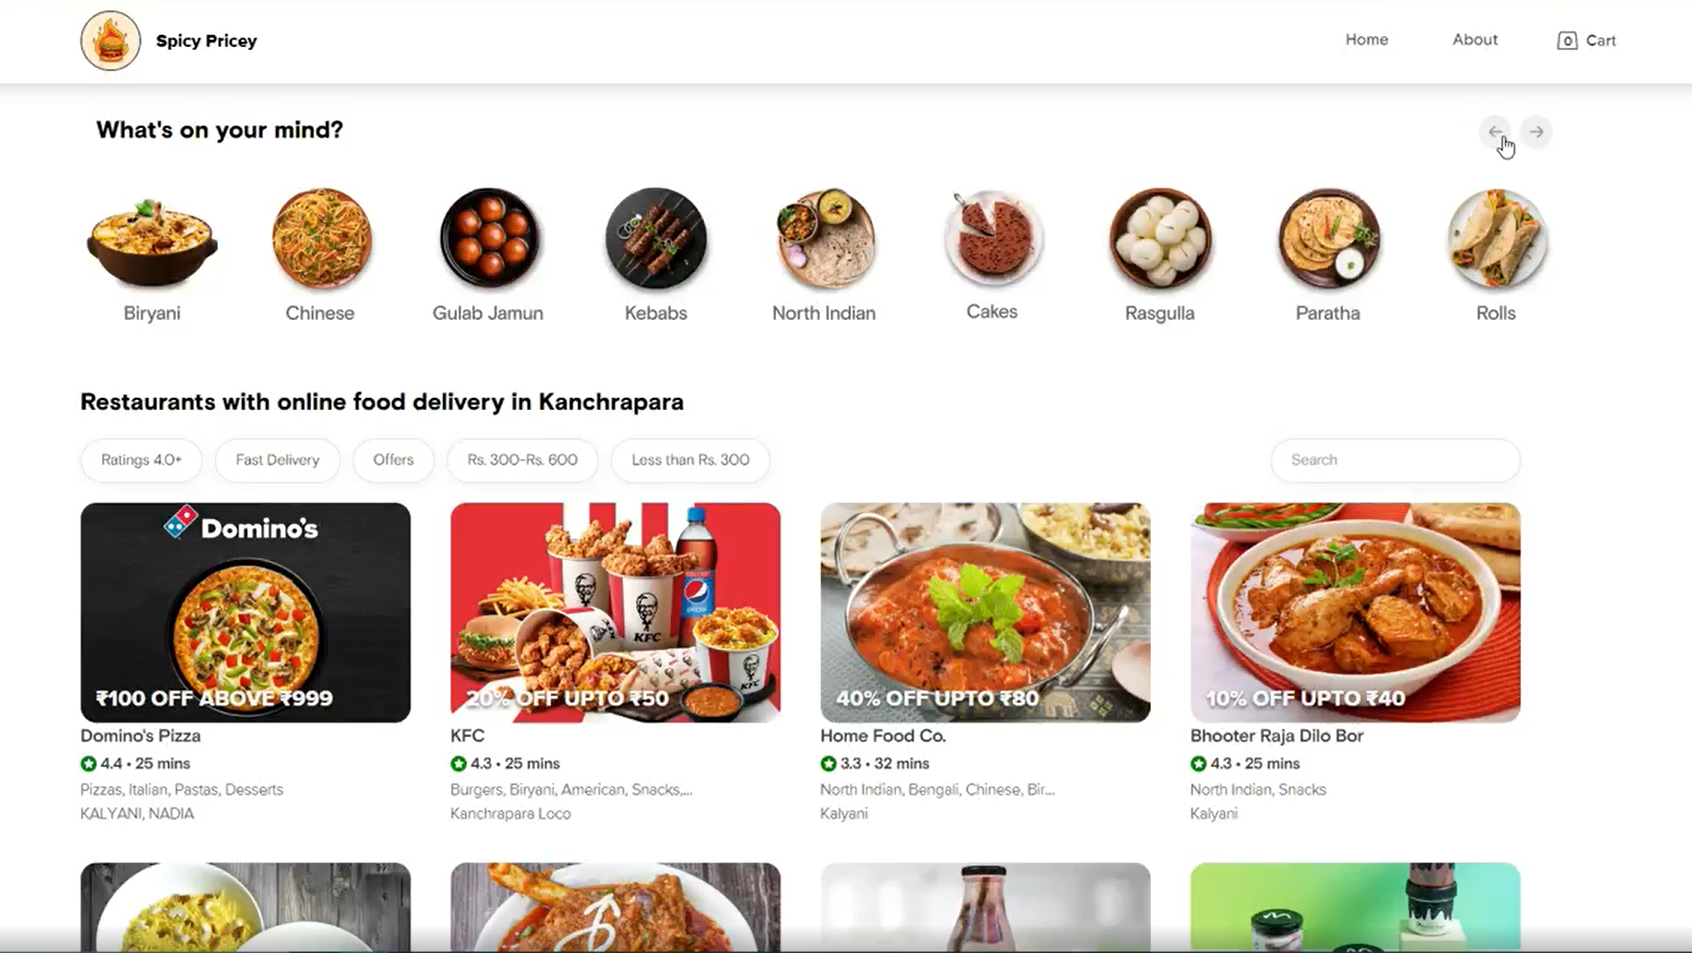 Spicy Pricey
Home
About
0
Cart
What's on your mind?
Biryani
Chinese
Gulab Jamun
Kebabs
North Indian
Cakes
Rasgulla
Paratha
Rolls
Restaurants with online food delivery in Kanchrapara
Ratings 4.0+
Fast Delivery
Offers
Rs. 300-Rs. 600
Less than Rs. 300
Search
Domino's
₹100 OFF ABOVE ₹999
Domino's Pizza
4.4 • 25 mins
Pizzas, Italian, Pastas, Desserts
KALYANI, NADIA
pepsi
KFC
KFC
20% OFF UPTO ₹50
KFC
4.3 • 25 mins
Burgers, Biryani, American, Snacks,...
Kanchrapara Loco
40% OFF UPTO ₹80
Home Food Co.
3.3 • 32 mins
North Indian, Bengali, Chinese, Bir...
Kalyani
10% OFF UPTO ₹40
Bhooter Raja Dilo Bor
4.3 • 25 mins
North Indian, Snacks
Kalyani